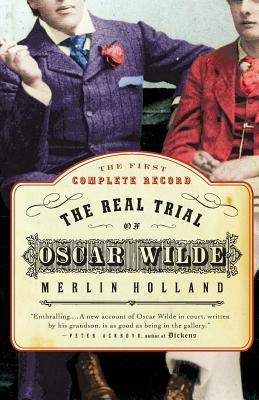 THE FIRST
COMPLETE RECORD
THE REAL TRIAL
OF
OSCAR WILDE
MERLIN HOLLAND
"Enthralling....A new account of Oscar Wilde in court, written
by his grandson, is as good as being in the gallery."
—PETER ACKROYD, author of Dickens